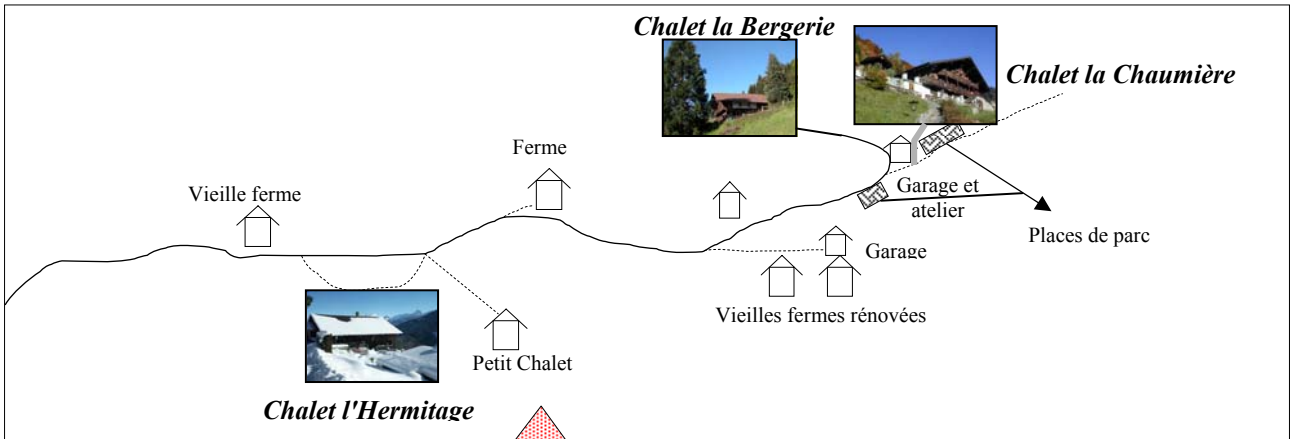 Chalet la Bergerie
Chalet la Chaumière
Ferme
Vieille ferme
Garage et
atelier
Places de parc
Garage
Vieilles fermes rénovées
Petit Chalet
Chalet l'Hermitage